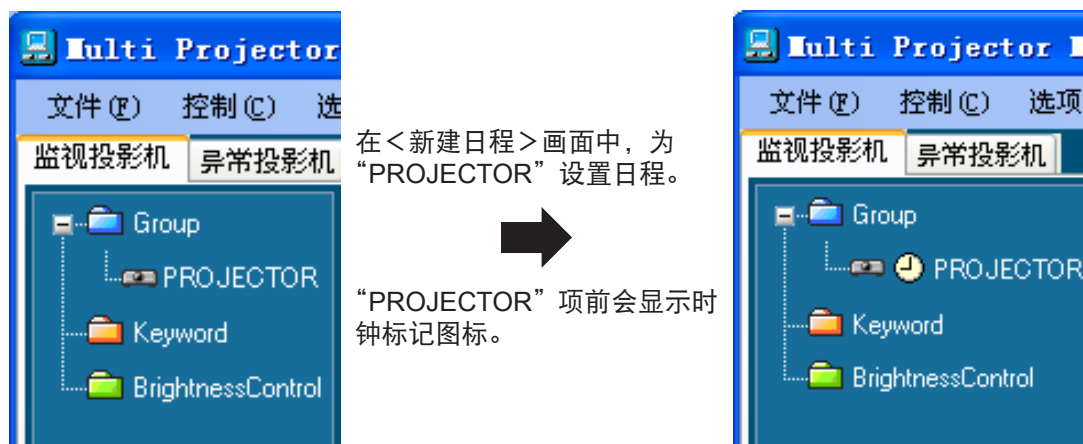 Multi Projector
文件(F) 控制(C) 选
监视投影机 异常投影机
Group
PROJECTOR
Keyword
BrightnessControl
在<新建日程>画面中，为
“PROJECTOR”设置日程。
“PROJECTOR”项前会显示时
钟标记图标。
Multi Projector M
文件(F) 控制(C) 选项
监视投影机 异常投影机
Group
PROJECTOR
Keyword
BrightnessControl